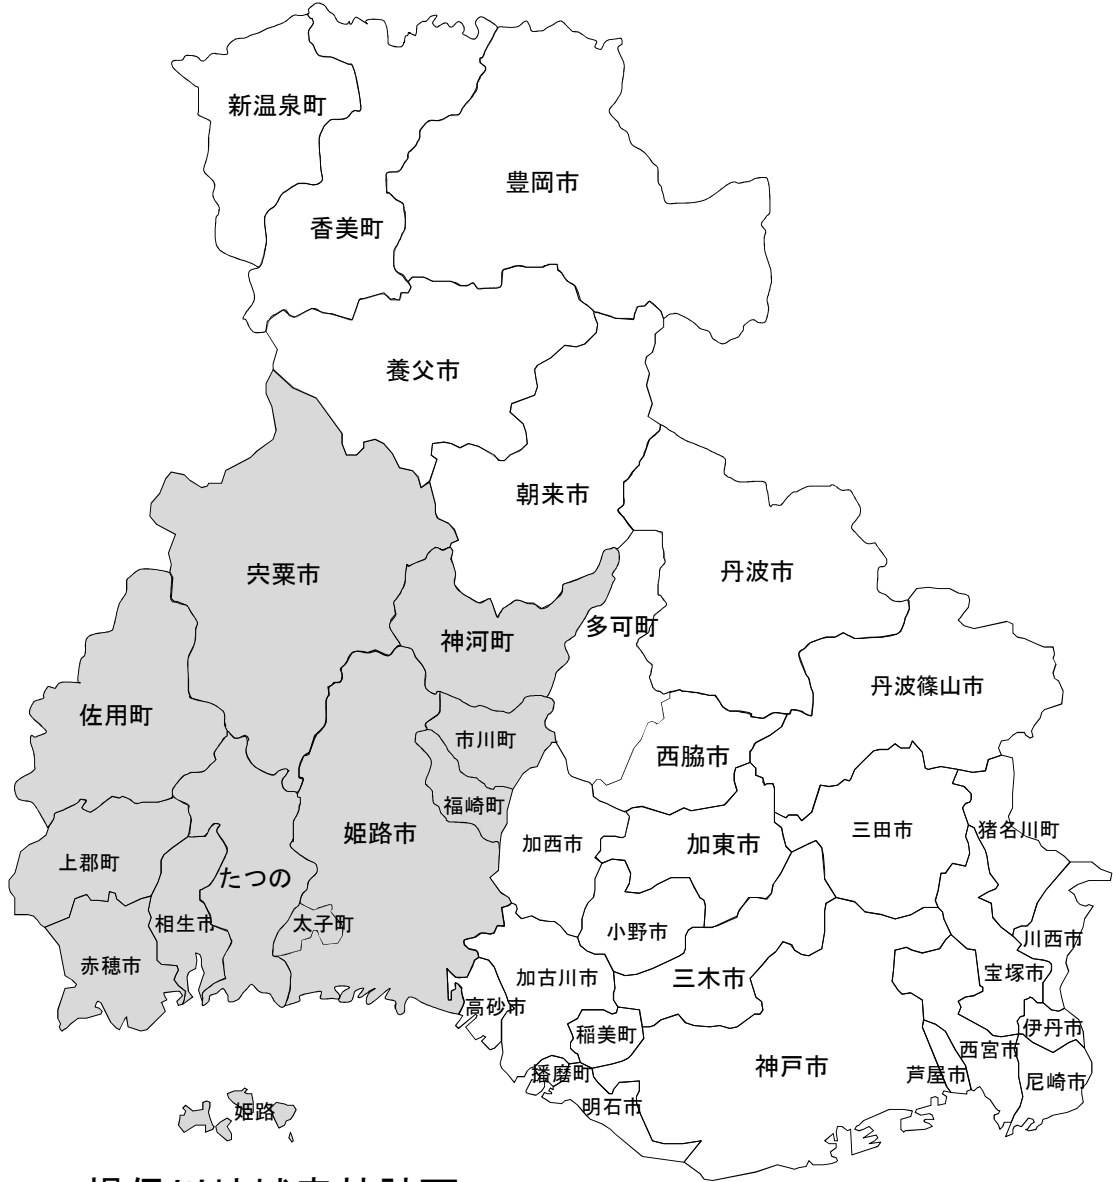 新温泉町
豊岡市
香美町
養父市
朝来市
宍粟市
丹波市
多可町
神河町
丹波篠山市
佐用町
市川町
西脇市
福崎町
姫路市
加西市
加東市
三田市
猪名川町
上郡町
たつの
相生市
太子町
小野市
川西市
赤穂市
加古川市
三木市
宝塚市
高砂市
稲美町
伊丹市
西宮市
神戸市
播磨町
芦屋市
尼崎市
明石市
姫路